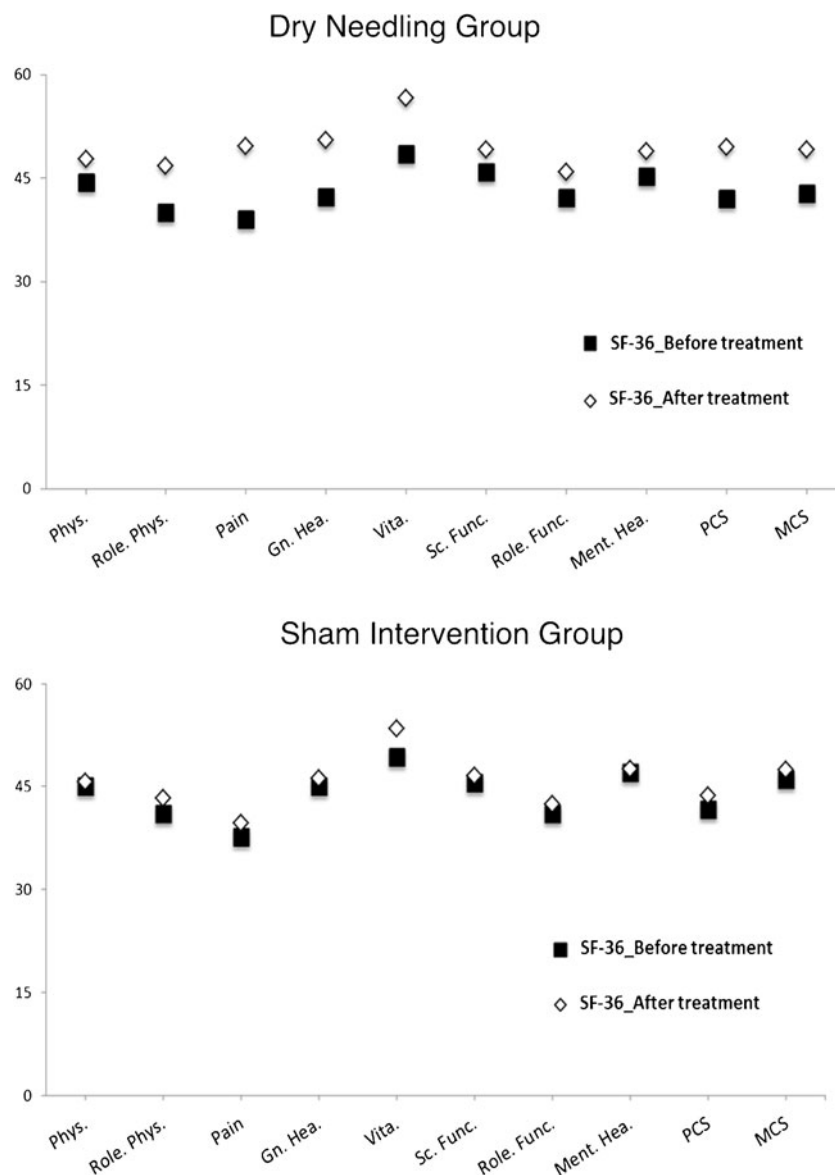 Dry Needling Group
60
45
30
15
0
SF-36_Before treatment
SF-36_After treatment
Phys.
Role. Phys.
Pain
Gn. Hea.
Vita.
Sc. Func.
Role. Func.
Ment. Hea.
PCS
MCS
Sham Intervention Group
60
45
30
15
0
SF-36_Before treatment
SF-36_After treatment
Phys.
Role. Phys.
Pain
Gn. Hea.
Vita.
Sc. Func.
Role. Func.
Ment. Hea.
PCS
MCS